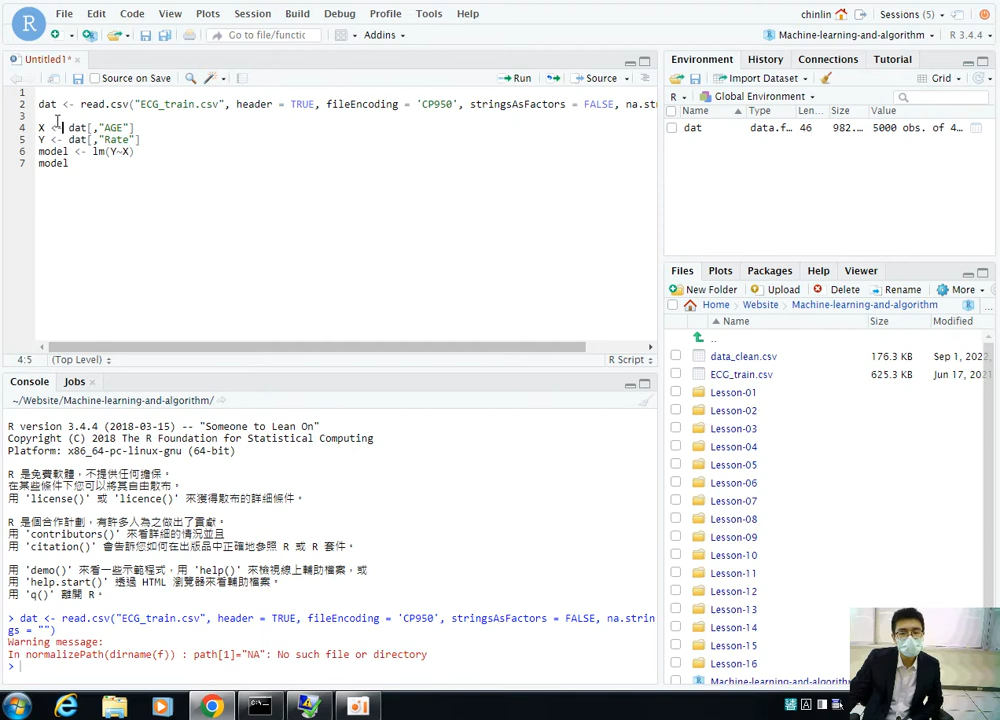 File Edit Code View Plots Session Build Debug Profile Tools Help
chinlin Sessions (5)
Go to file/functic Addins
Machine-learning-and-algorithm R 3.4.4
Untitled1*
Source on Save Run Source
1
2 dat <- read.csv("ECG_train.csv", header = TRUE, fileEncoding = 'CP950', stringsAsFactors = FALSE, na.st
3
4 X <- dat[,"AGE"]
5 Y <- dat[,"Rate"]
6 model <- lm(Y~X)
7 model
4:5 (Top Level) R Script
Console Jobs
~/Website/Machine-learning-and-algorithm/
R version 3.4.4 (2018-03-15) -- "Someone to Lean On"
Copyright (C) 2018 The R Foundation for Statistical Computing
Platform: x86_64-pc-linux-gnu (64-bit)
R 是免費軟體，不提供任何擔保。
在某些條件下您可以將其自由散布。
用 'license()' 或 'licence()' 來獲得散布的詳細條件。
R 是個合作計劃，有許多人為之做出了貢獻。
用 'contributors()' 來看詳細的情況並且
用 'citation()' 會告訴您如何在出版品中正確地參照 R 或 R 套件。
用 'demo()' 來看一些示範程式，用 'help()' 來檢視線上輔助檔案，或
用 'help.start()' 透過 HTML 瀏覽器來看輔助檔案。
用 'q()' 離開 R。
> dat <- read.csv("ECG_train.csv", header = TRUE, fileEncoding = 'CP950', stringsAsFactors = FALSE, na.strin
gs = "")
Warning message:
In normalizePath(dirname(f)) : path[1]="NA": No such file or directory
>
Environment History Connections Tutorial
Import Dataset Grid
R Global Environment
Name Type Len... Size Value
dat data.f... 46 982... 5000 obs. of 4...
Files Plots Packages Help Viewer
New Folder Upload Delete Rename More
Home Website Machine-learning-and-algorithm
Name Size Modified
..
data_clean.csv 176.3 KB Sep 1, 2022,
ECG_train.csv 625.3 KB Jun 17, 202
Lesson-01
Lesson-02
Lesson-03
Lesson-04
Lesson-05
Lesson-06
Lesson-07
Lesson-08
Lesson-09
Lesson-10
Lesson-11
Lesson-12
Lesson-13
Lesson-14
Lesson-15
Lesson-16
Machine-learning-and-algorithm